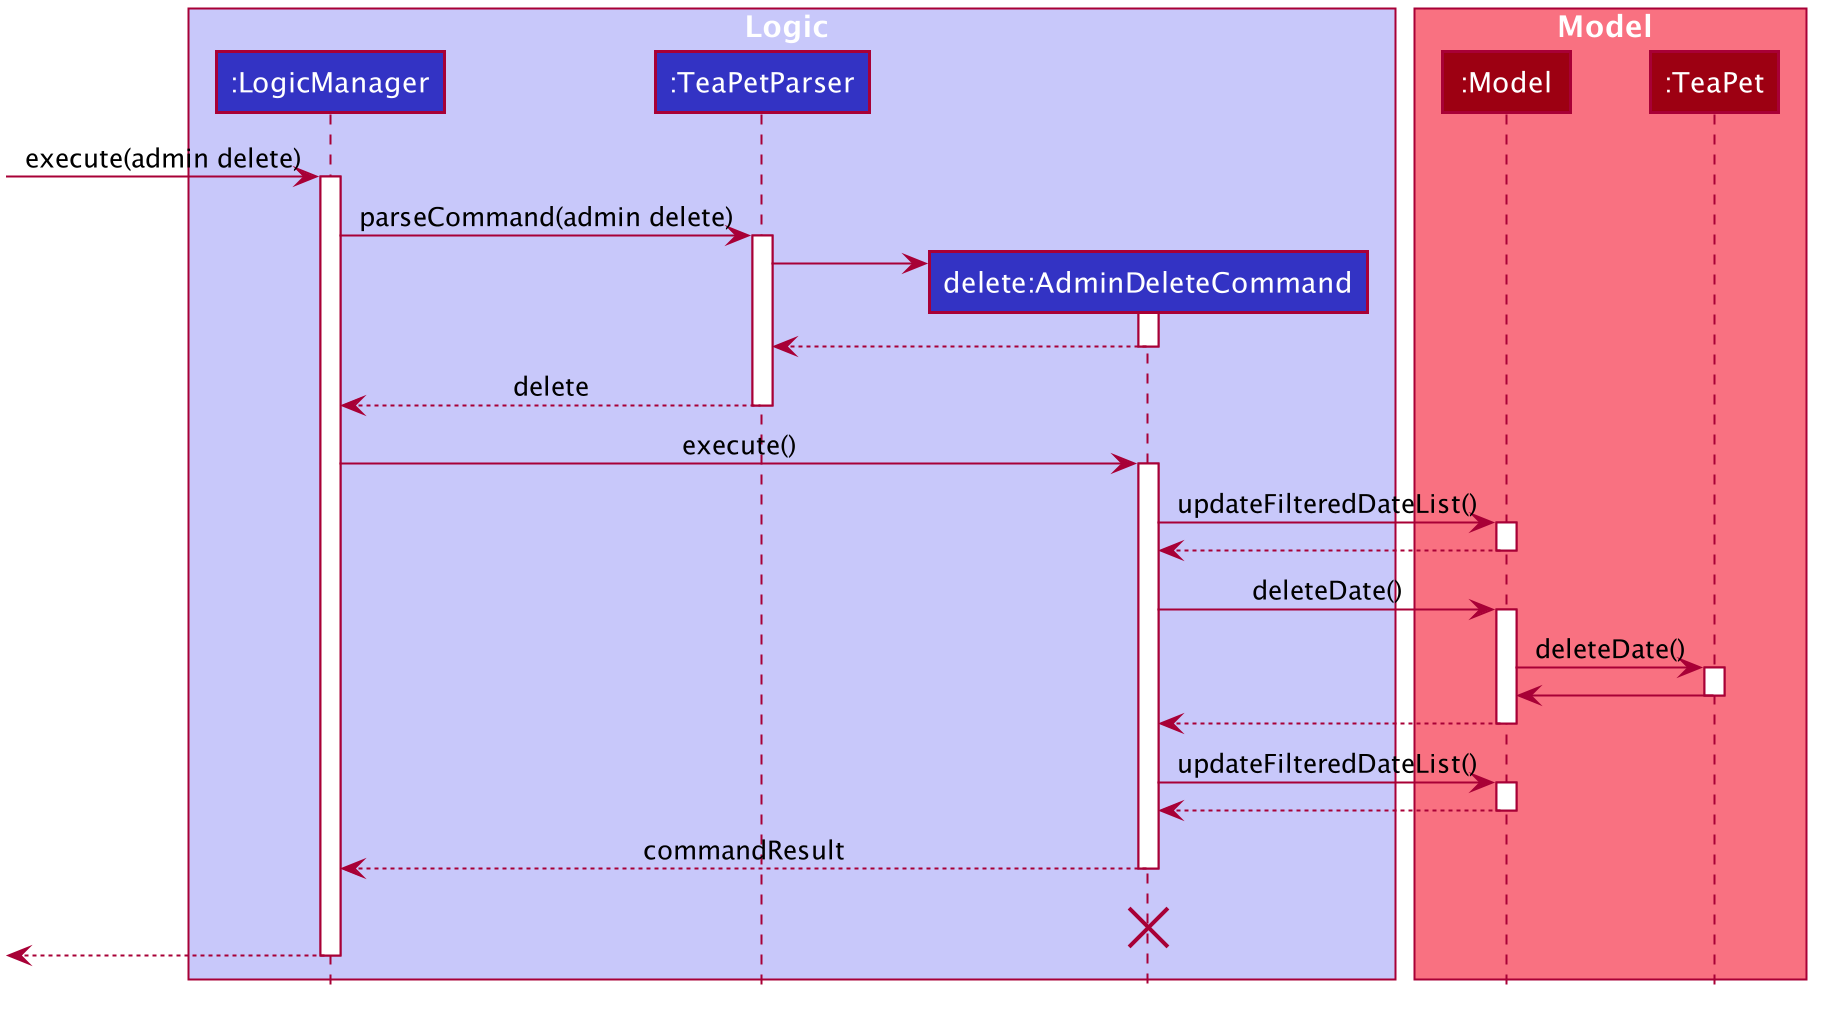 Logic
Model
:LogicManager
:TeaPetParser
:Model
:TeaPet
execute(admin delete)
parseCommand(admin delete)
delete:AdminDeleteCommand
delete
execute()
updateFilteredDateList()
deleteDate()
deleteDate()
updateFilteredDateList()
commandResult